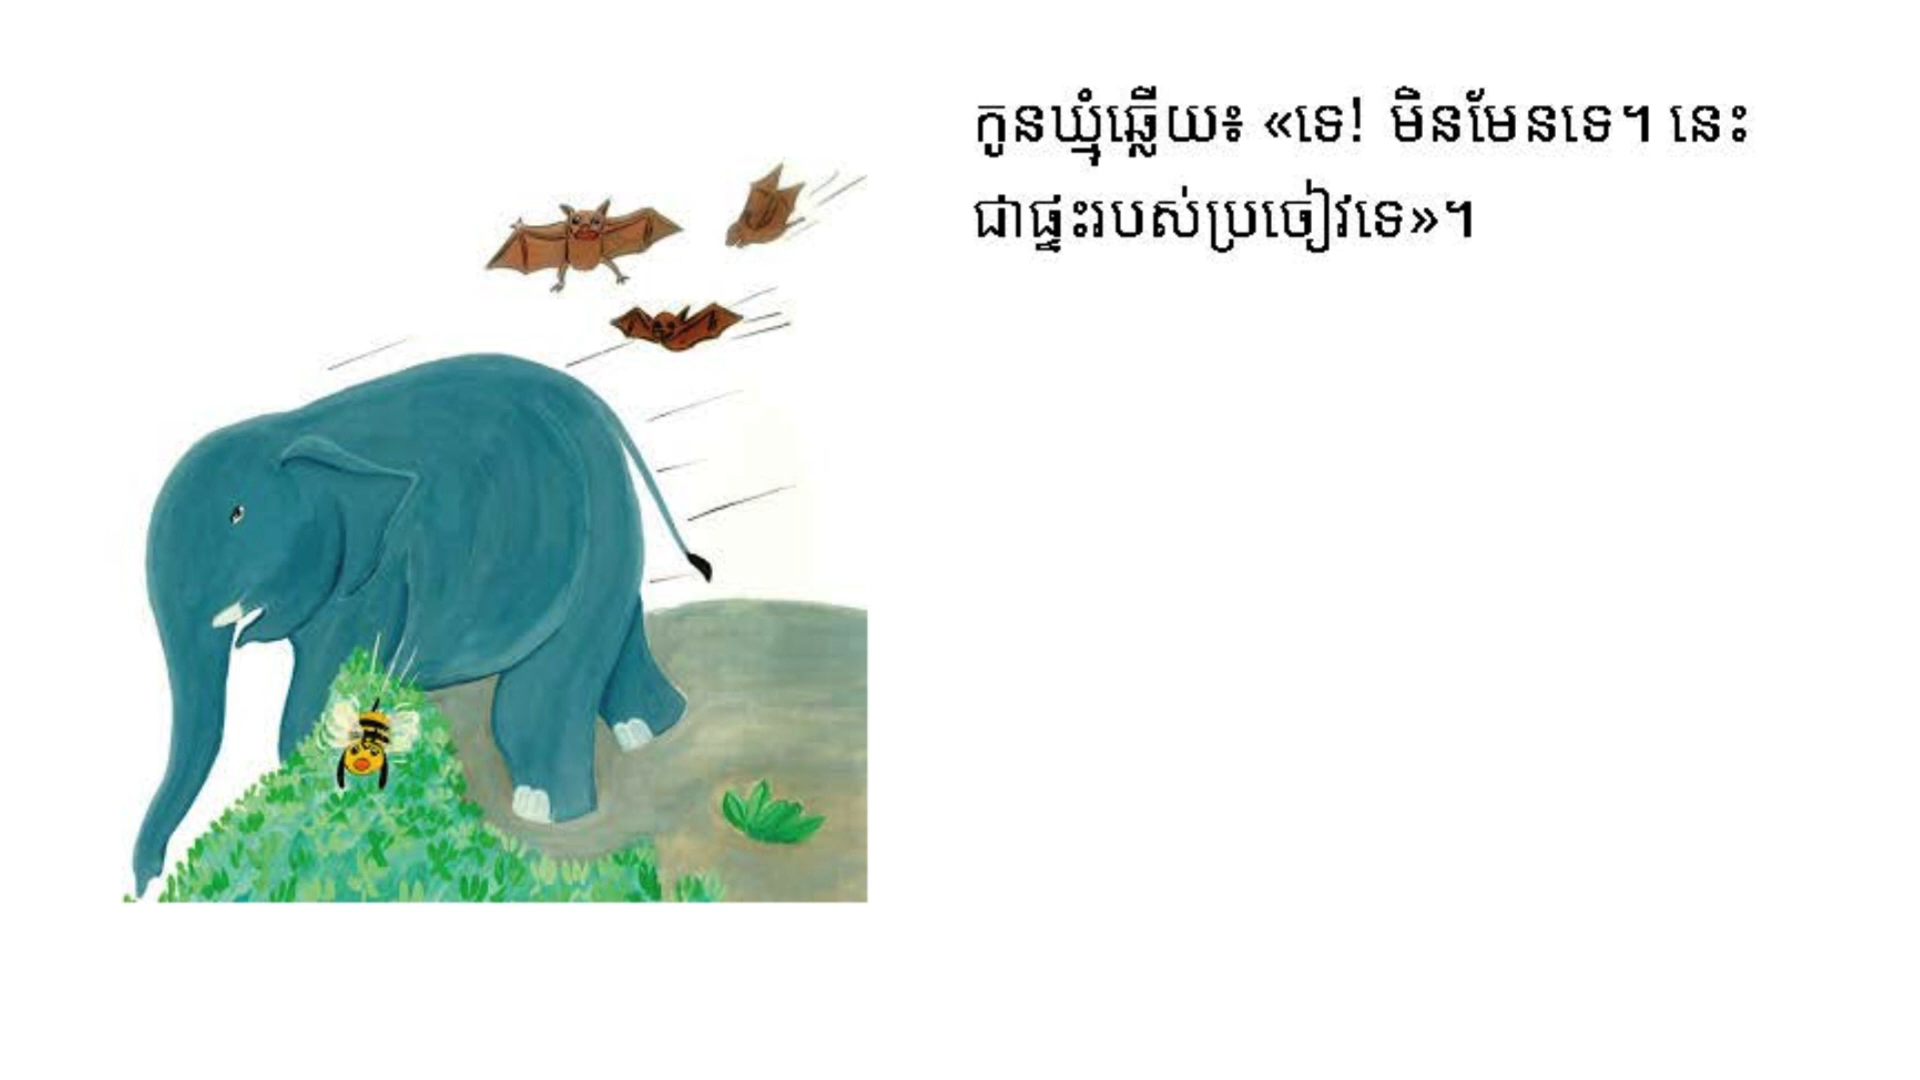 កូនឃ្មុំឆ្លើយ៖ «ទេ! មិនមែនទេ។ នេះ
ជាផ្ទះរបស់ប្រចៀវទេ»។